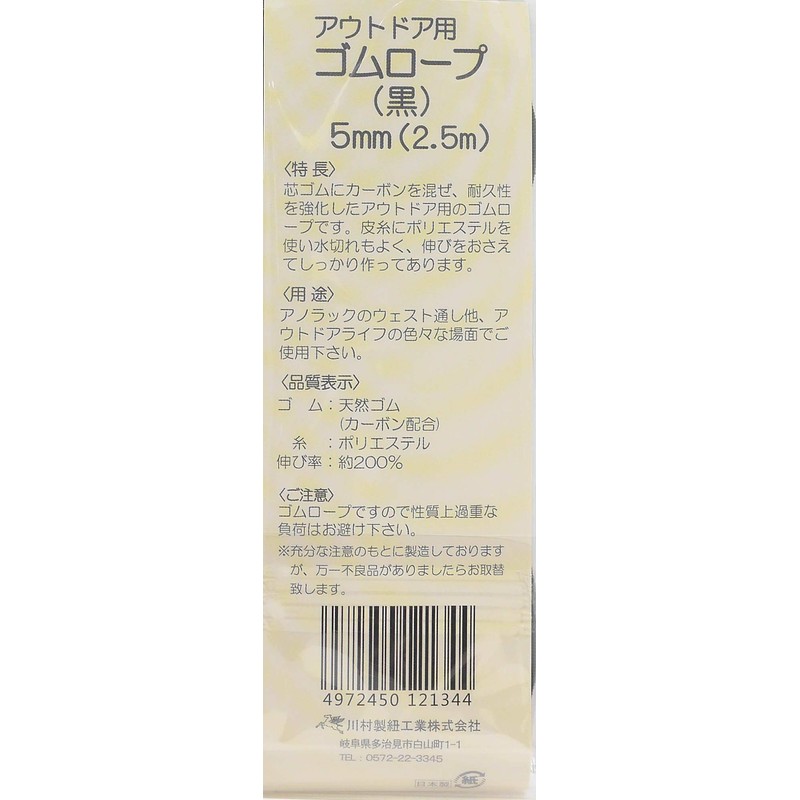 アウトドア用
ゴムロープ
(黒)
5mm(2.5m)
〈特 長〉
芯ゴムにカーボンを混ぜ、耐久性
を強化したアウトドア用のゴムロ
ープです。皮糸にポリエステルを
使い水切れもよく、伸びをおさえ
てしっかり作ってあります。
〈用 途〉
アノラックのウェスト通し他、ア
ウトドアライフの色々な場面でご
使用下さい。
〈品質表示〉
ゴ ム：天然ゴム
(カーボン配合)
糸 ：ポリエステル
伸び率：約200%
〈ご注意〉
ゴムロープですので性質上過重な
負荷はお避け下さい。
※充分な注意のもとに製造しております
が、万一不良品がありましたらお取替
致します。
4972450 121344
川村製紐工業株式会社
岐阜県多治見市白山町1-1
TEL：0572-22-3345
日本製
紙